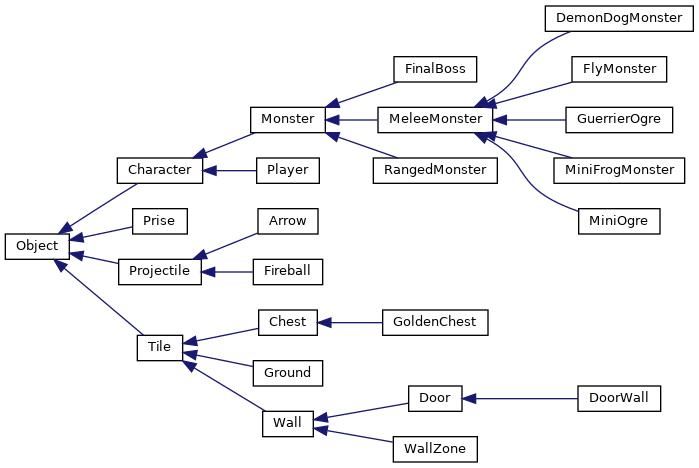 DemonDogMonster
FinalBoss
FlyMonster
Monster
MeleeMonster
GuerrierOgre
Character
Player
RangedMonster
MiniFrogMonster
Prise
Arrow
MiniOgre
Object
Projectile
Fireball
Tile
Chest
GoldenChest
Ground
Wall
Door
DoorWall
WallZone